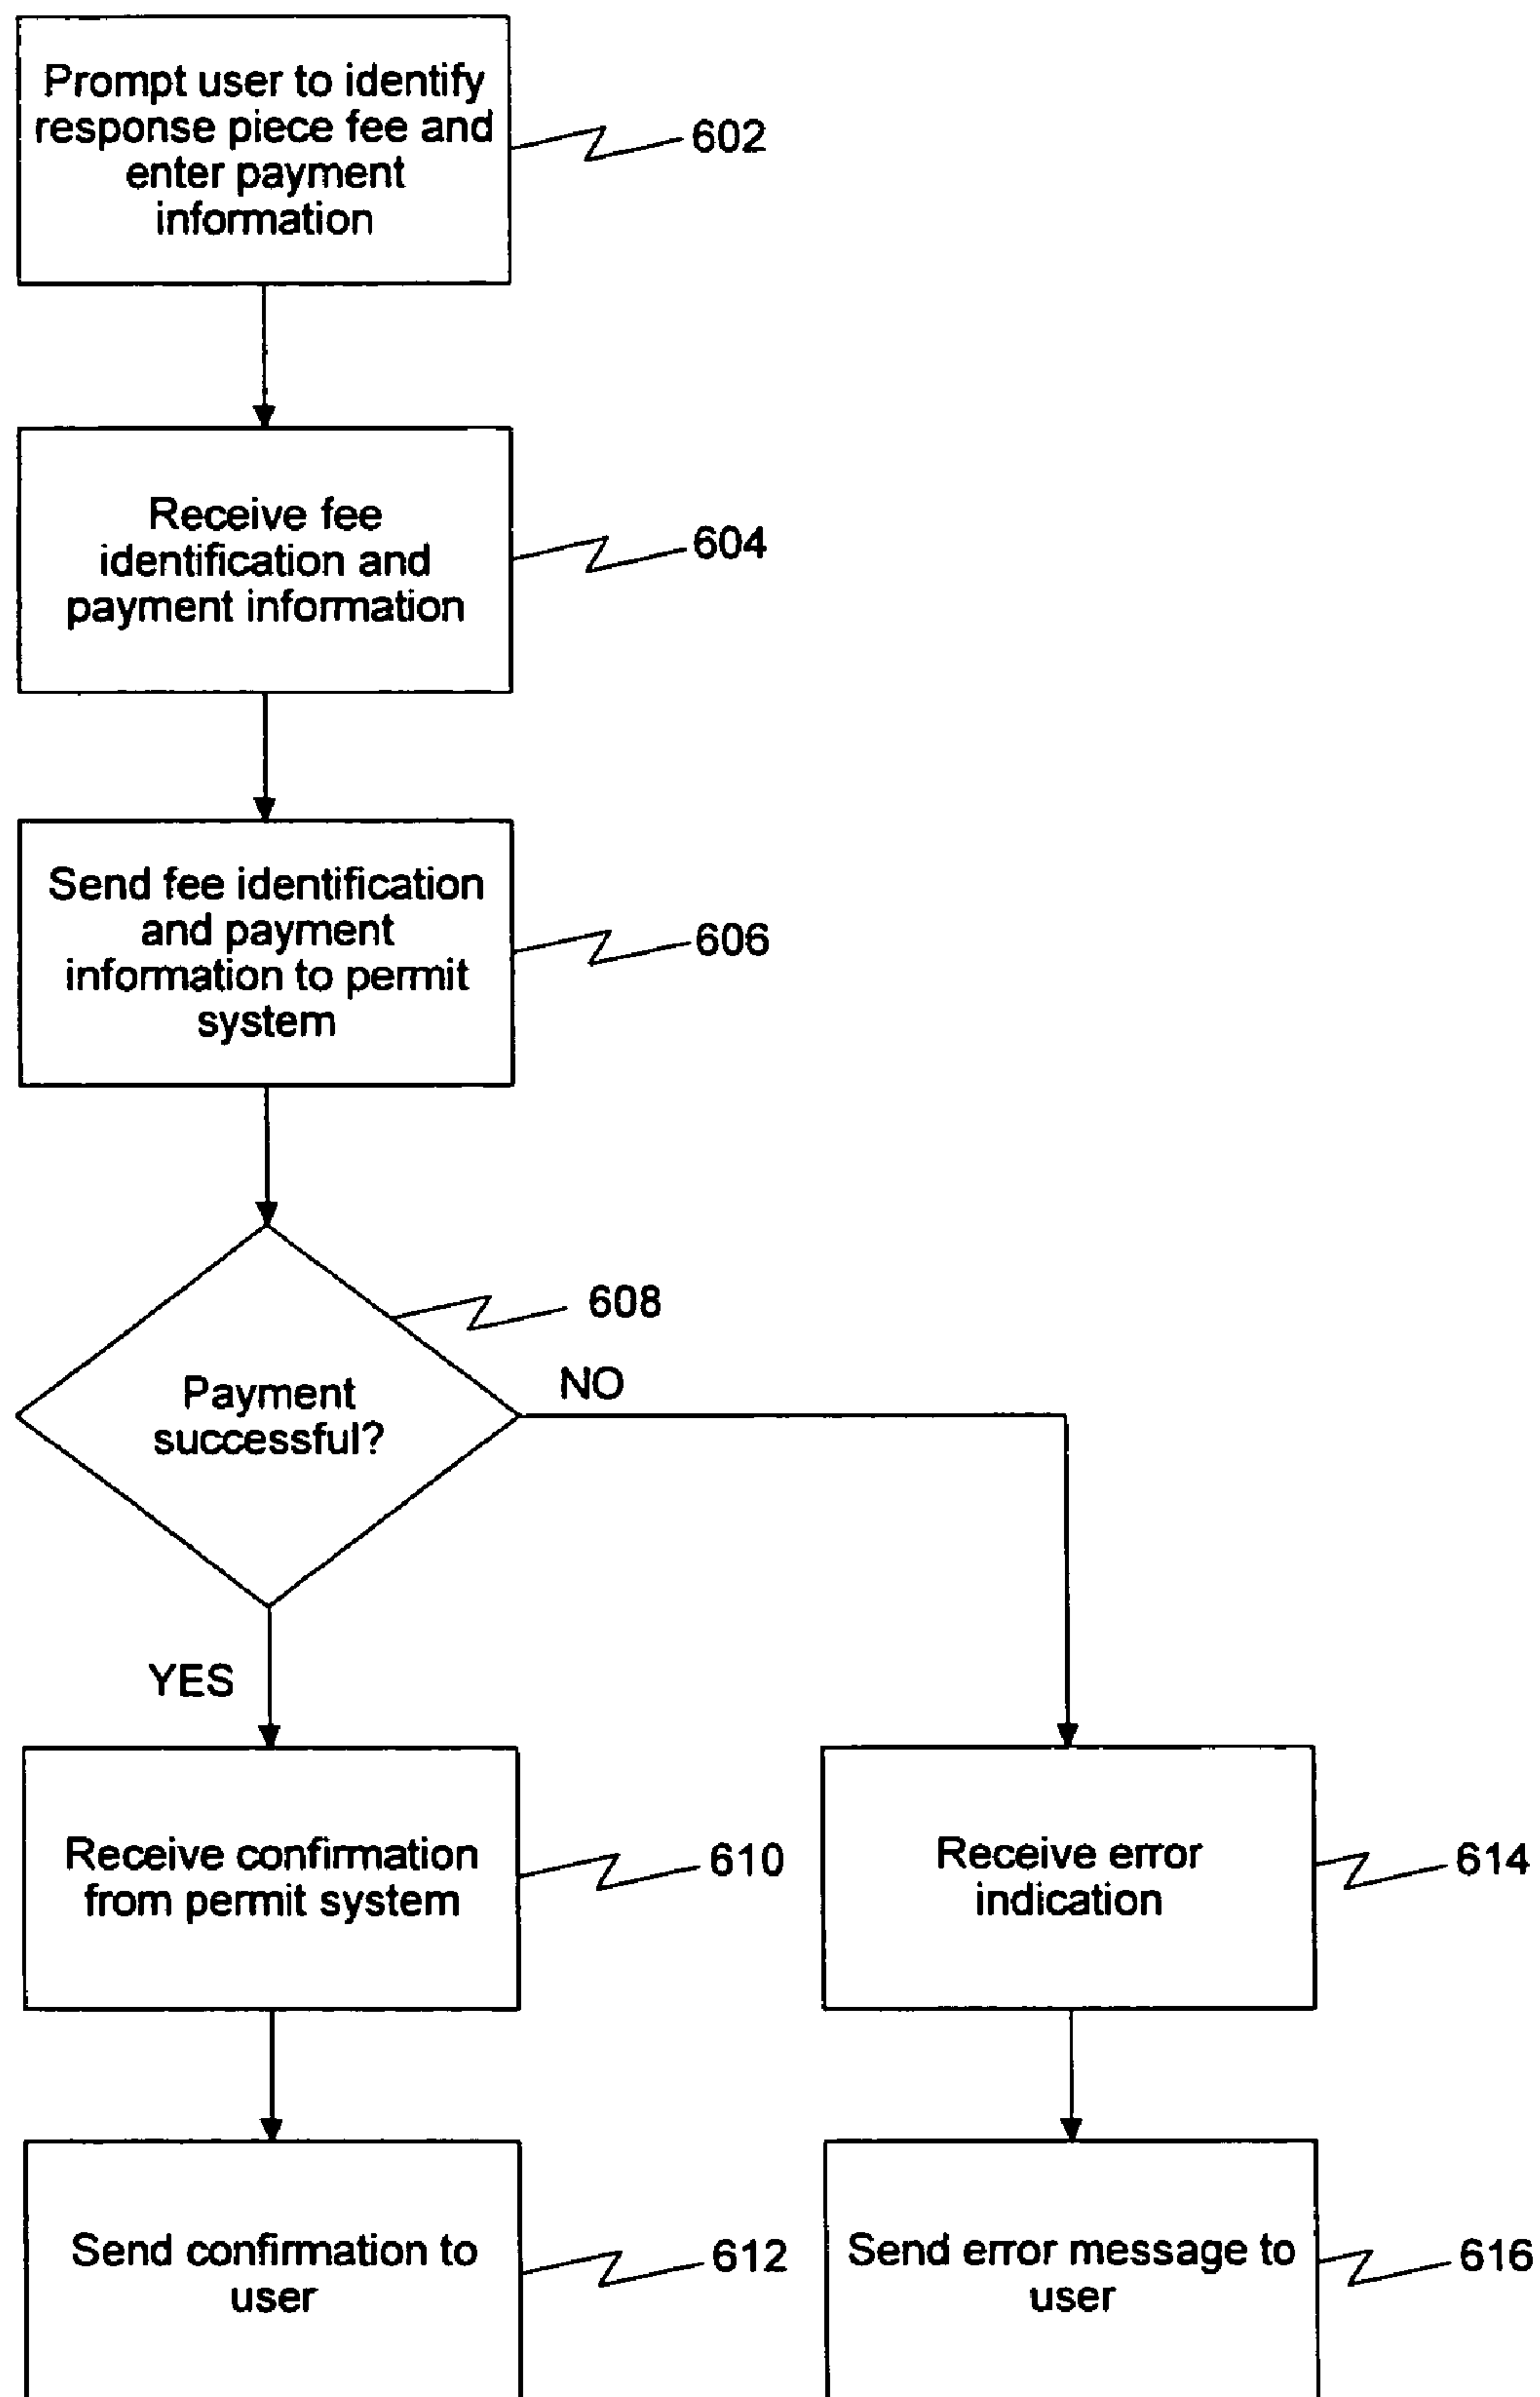 Prompt user to identify
response piece fee and
enter payment
information
602
Receive fee
identification and
payment information
604
Send fee identification
and payment
information to permit
system
606
608
Payment
successful?
NO
YES
Receive confirmation
from permit system
610
Receive error
indication
614
Send confirmation to
user
612
Send error message to
user
616